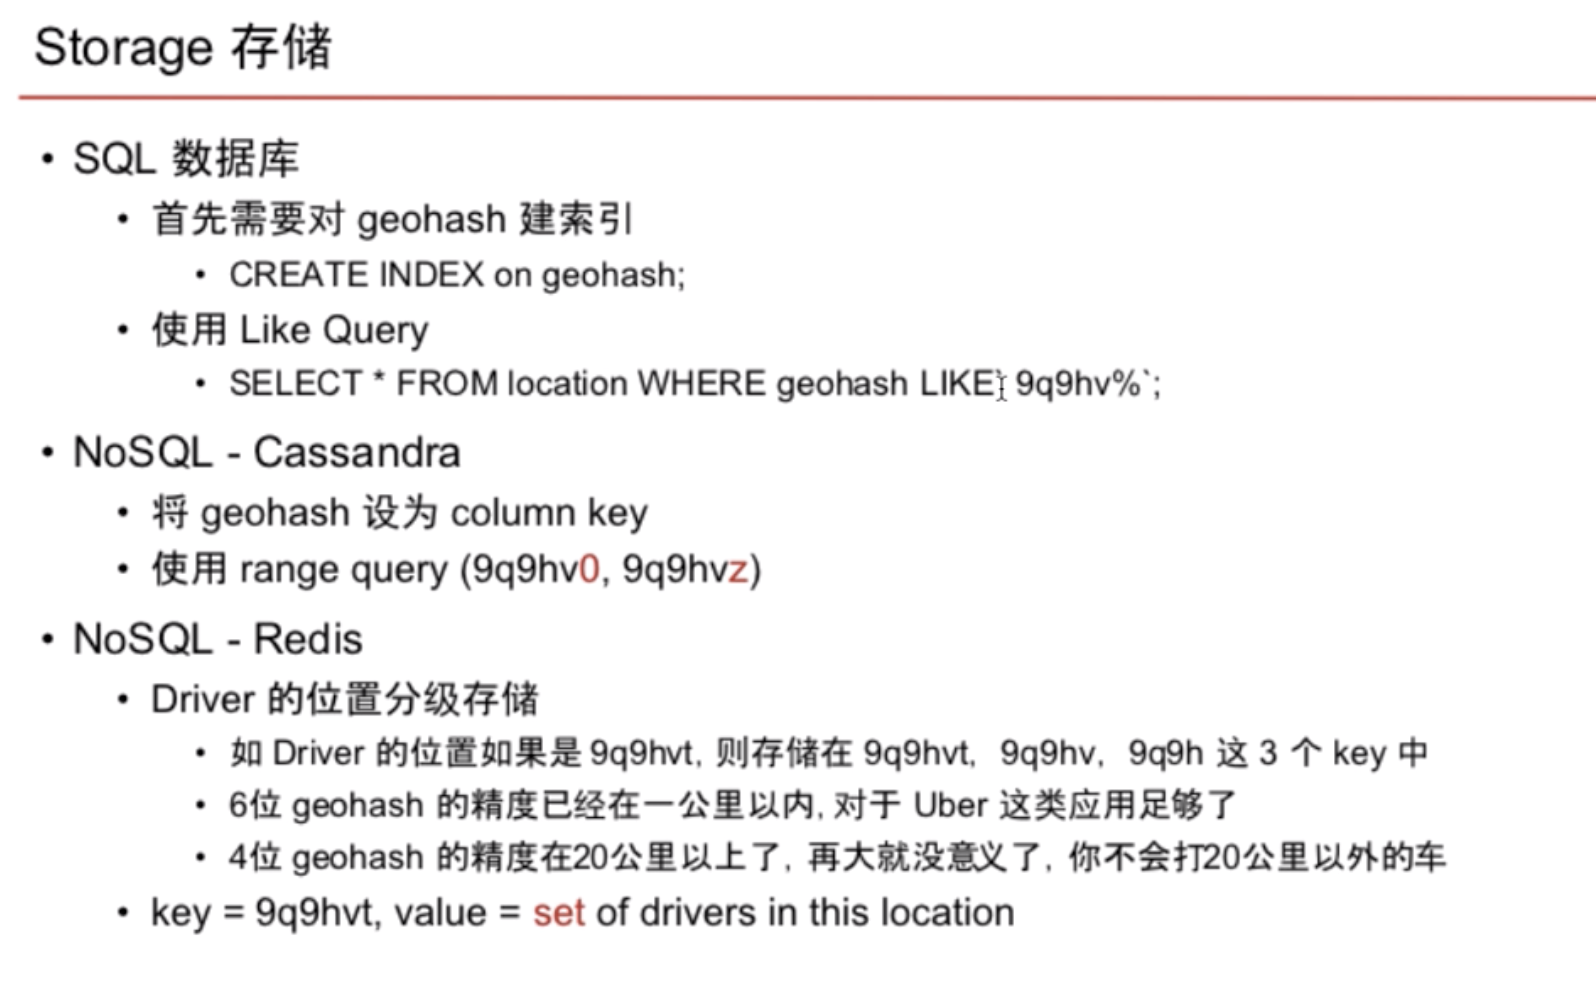 Storage 存储
• SQL 数据库
• 首先需要对 geohash 建索引
• CREATE INDEX on geohash;
• 使用 Like Query
• SELECT * FROM location WHERE geohash LIKE` 9q9hv%`;
• NoSQL - Cassandra
• 将 geohash 设为 column key
• 使用 range query (9q9hv0, 9q9hvz)
• NoSQL - Redis
• Driver 的位置分级存储
• 如 Driver 的位置如果是 9q9hvt, 则存储在 9q9hvt, 9q9hv, 9q9h 这 3 个 key 中
• 6位 geohash 的精度已经在一公里以内, 对于 Uber 这类应用足够了
• 4位 geohash 的精度在20公里以上了, 再大就没意义了, 你不会打20公里以外的车
• key = 9q9hvt, value = set of drivers in this location